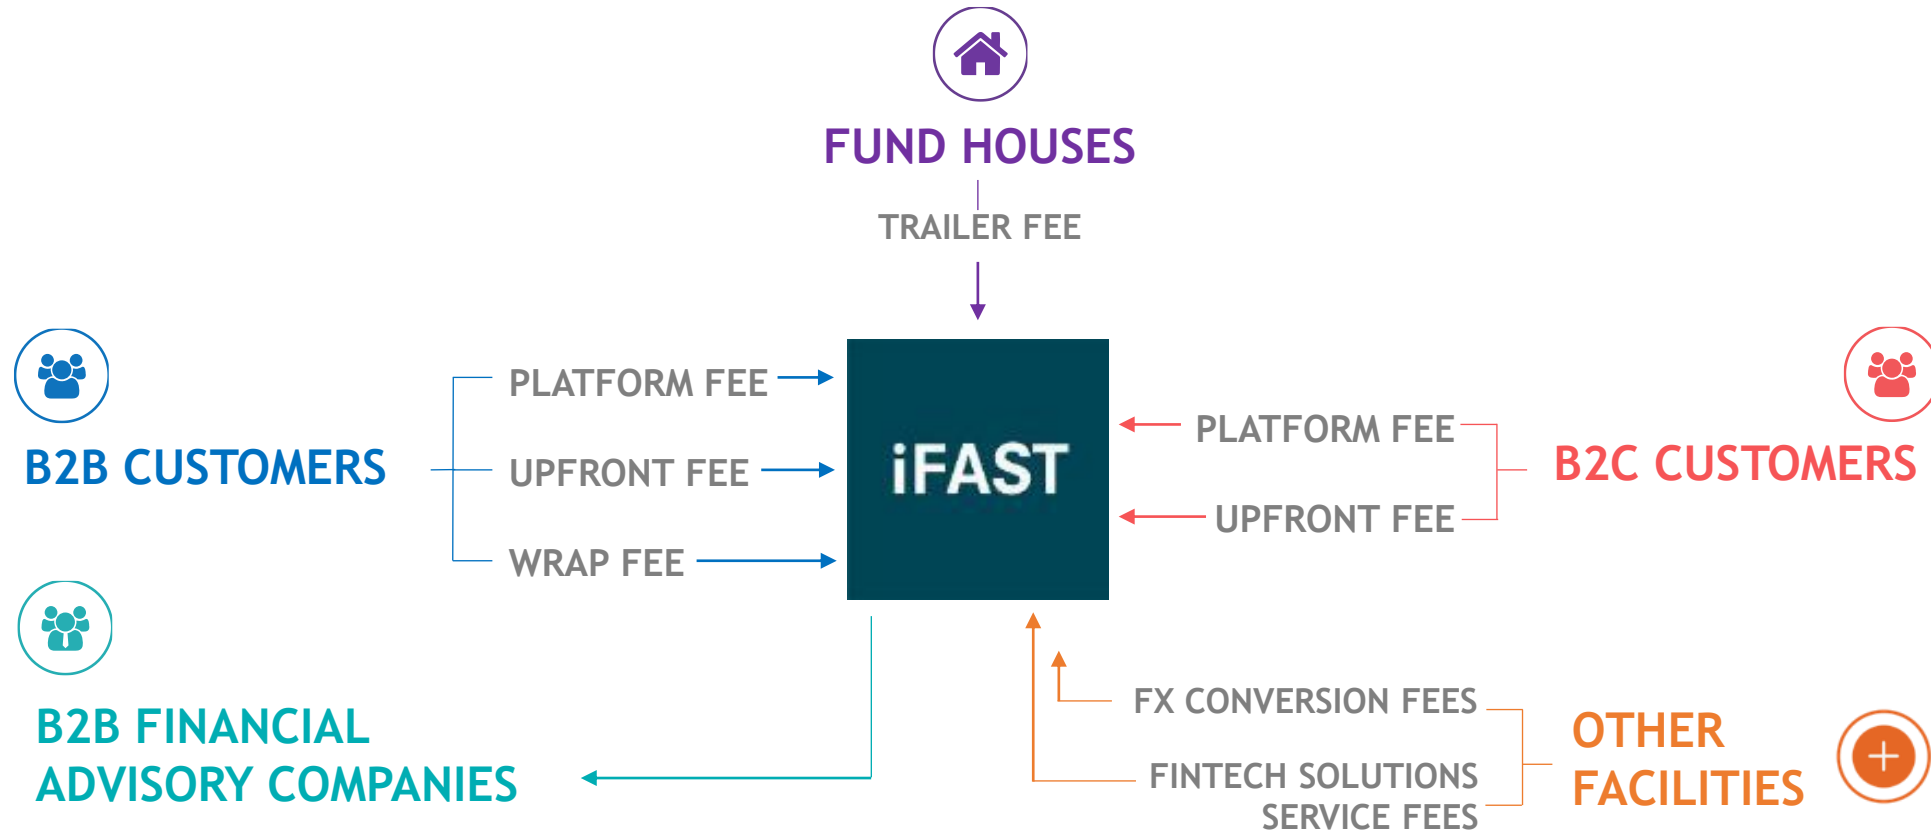 FUND HOUSES
TRAILER FEE
B2B CUSTOMERS
PLATFORM FEE
UPFRONT FEE
WRAP FEE
iFAST
PLATFORM FEE
UPFRONT FEE
B2C CUSTOMERS
B2B FINANCIAL
ADVISORY COMPANIES
FX CONVERSION FEES
FINTECH SOLUTIONS
SERVICE FEES
OTHER
FACILITIES